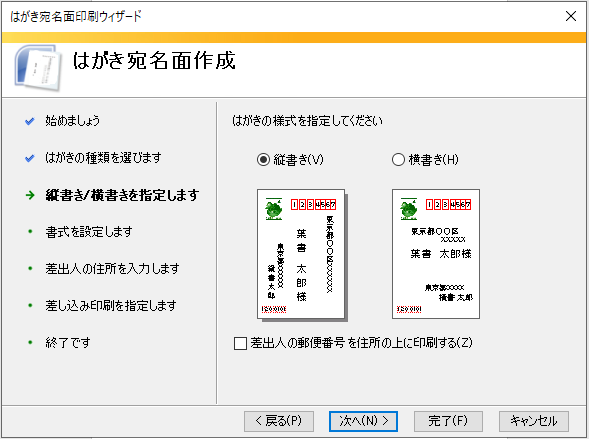 はがき宛名面印刷ウィザード
はがき宛名面作成
始めましょう
はがきの種類を選びます
縦書き/横書きを指定します
書式を設定します
差出人の住所を入力します
差し込み印刷を指定します
終了です
はがきの様式を指定してください
縦書き(V)
横書き(H)
1234567
東京都〇〇区
XXXXX
葉書 太郎様
東京都XXXXX
縦書太郎
1234567
東京都〇〇区
XXXXX
葉書 太郎様
東京都XXXXX
横書太郎
差出人の郵便番号を住所の上に印刷する(Z)
< 戻る(P)
次へ(N) >
完了(F)
キャンセル